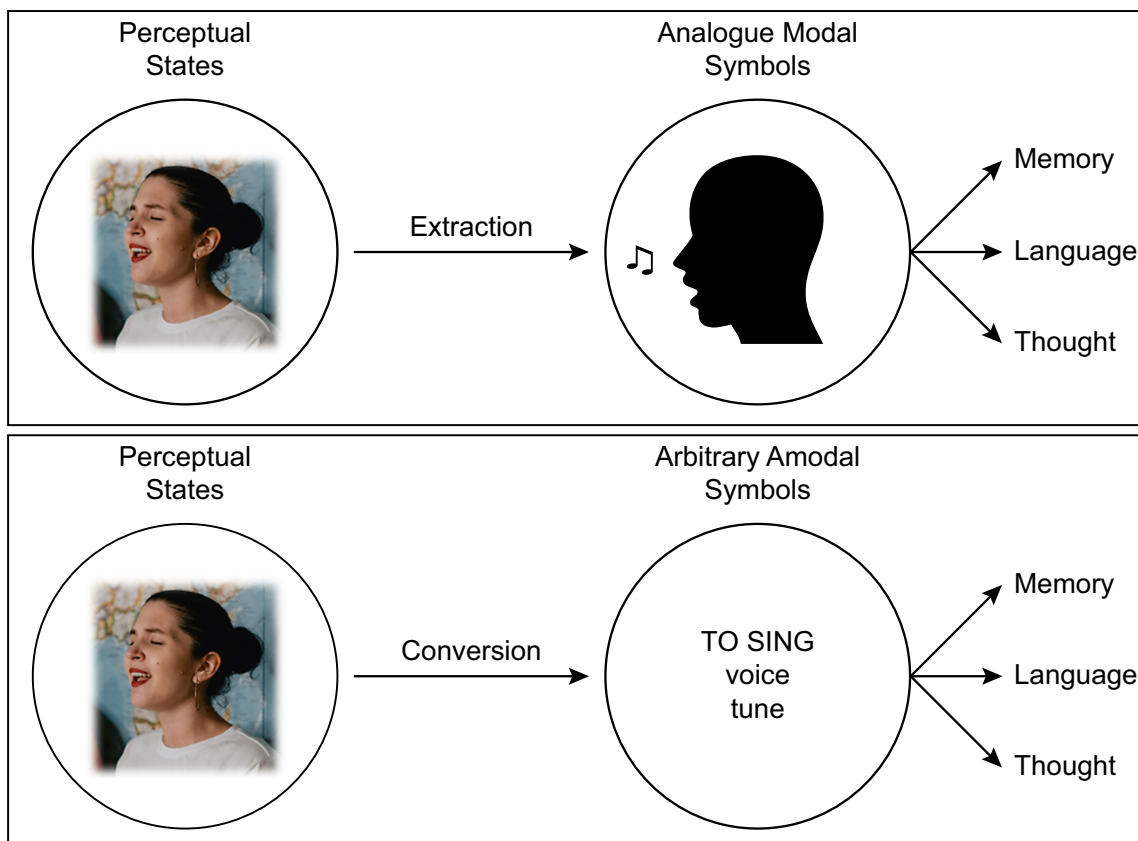 Perceptual
States
Analogue Modal
Symbols
Extraction
Memory
Language
Thought
Perceptual
States
Arbitrary Amodal
Symbols
Conversion
TO SING
voice
tune
Memory
Language
Thought